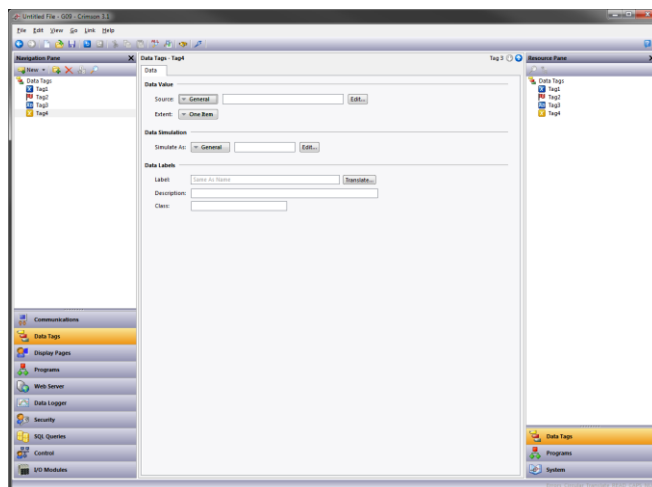 Untitled File - G09 - Crimson 3.1
File Edit View Go Link Help
Navigation Pane
New
Data Tags
Tag1
Tag2
Tag3
Tag4
Communications
Data Tags
Display Pages
Programs
Web Server
Data Logger
Security
SQL Queries
Control
I/O Modules
Data Tags - Tag4
Tag 3
Data
Data Value
Source: General Edit...
Extent: One Item
Data Simulation
Simulate As: General Edit...
Data Labels
Label: Same As Name Translate...
Description:
Class:
Resource Pane
Data Tags
Tag1
Tag2
Tag3
Tag4
Data Tags
Programs
System